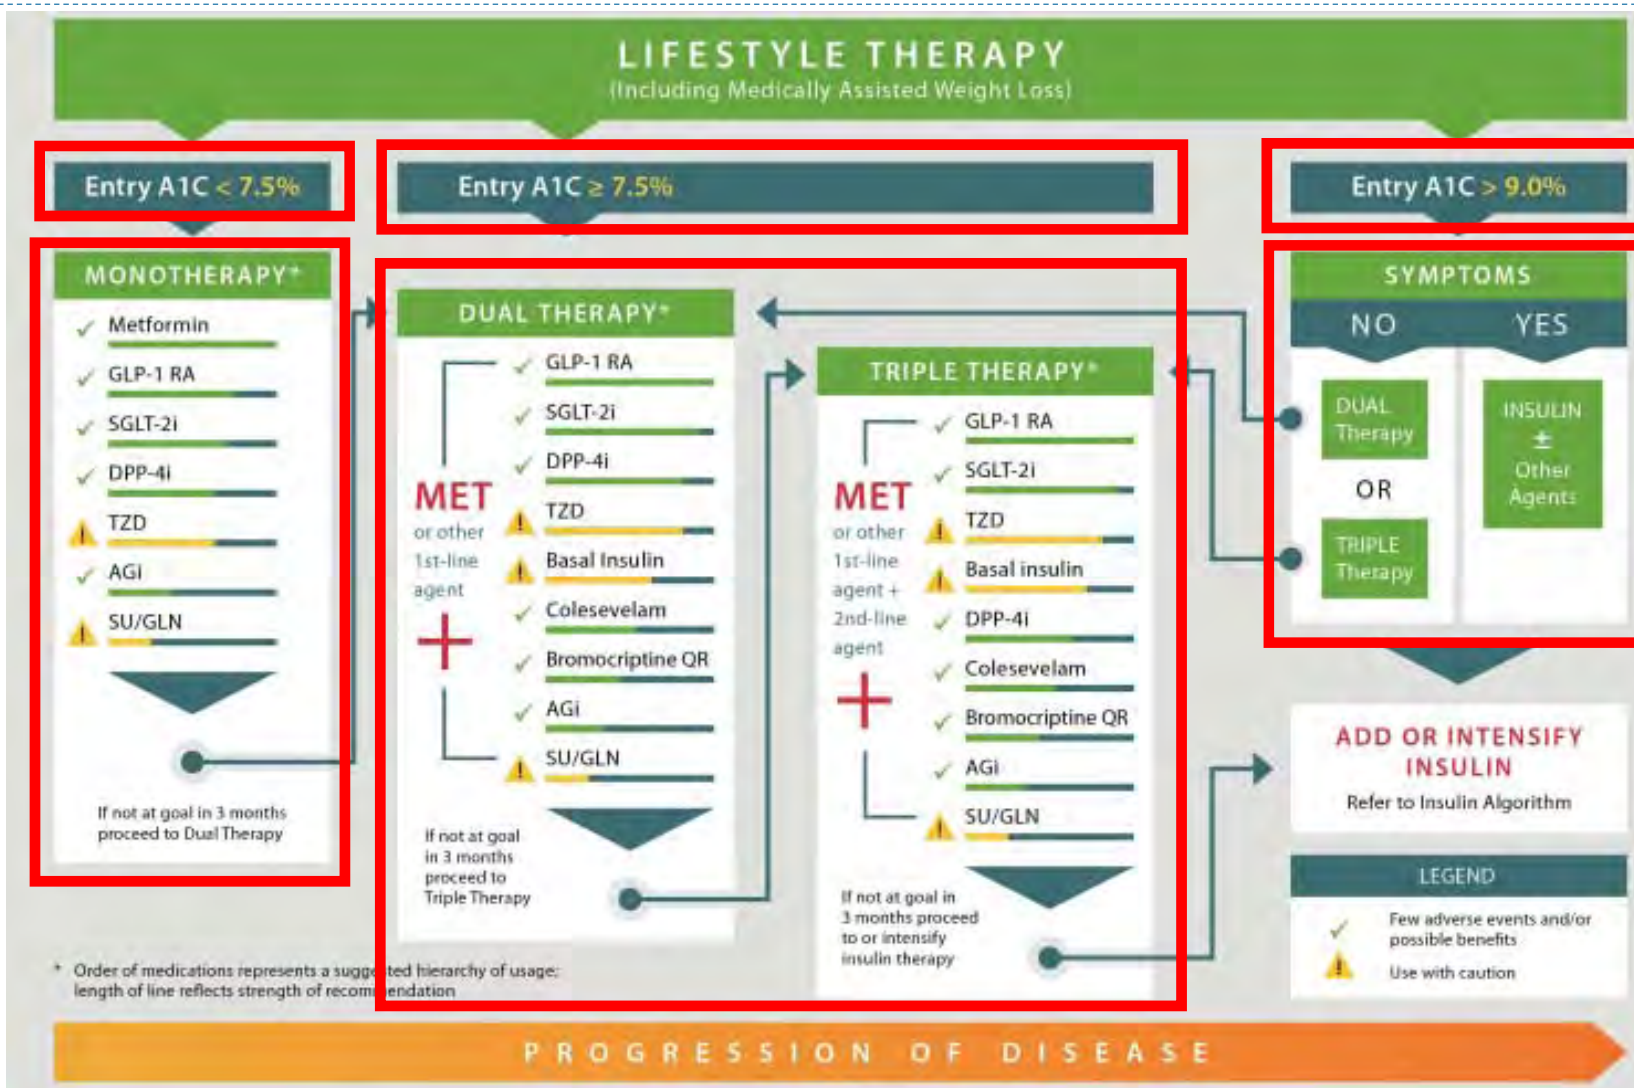 LIFESTYLE THERAPY
(Including Medically Assisted Weight Loss)
Entry A1C < 7.5%
Entry A1C ≥ 7.5%
Entry A1C > 9.0%
MONOTHERAPY*
Metformin
GLP-1 RA
SGLT-2i
DPP-4i
TZD
AGi
SU/GLN
If not at goal in 3 months
proceed to Dual Therapy
DUAL THERAPY*
GLP-1 RA
SGLT-2i
DPP-4i
TZD
Basal Insulin
Colesevelam
Bromocriptine QR
AGi
SU/GLN
MET
or other
1st-line
agent
+
If not at goal
in 3 months
proceed to
Triple Therapy
TRIPLE THERAPY*
GLP-1 RA
SGLT-2i
TZD
Basal insulin
DPP-4i
Colesevelam
Bromocriptine QR
AGi
SU/GLN
MET
or other
1st-line
agent +
2nd-line
agent
+
If not at goal in
3 months proceed
to or intensify
insulin therapy
SYMPTOMS
NO
YES
DUAL
Therapy
OR
TRIPLE
Therapy
INSULIN
±
Other
Agents
ADD OR INTENSIFY
INSULIN
Refer to Insulin Algorithm
LEGEND
Few adverse events and/or
possible benefits
Use with caution
* Order of medications represents a suggested hierarchy of usage;
length of line reflects strength of recommendation
PROGRESSION OF DISEASE